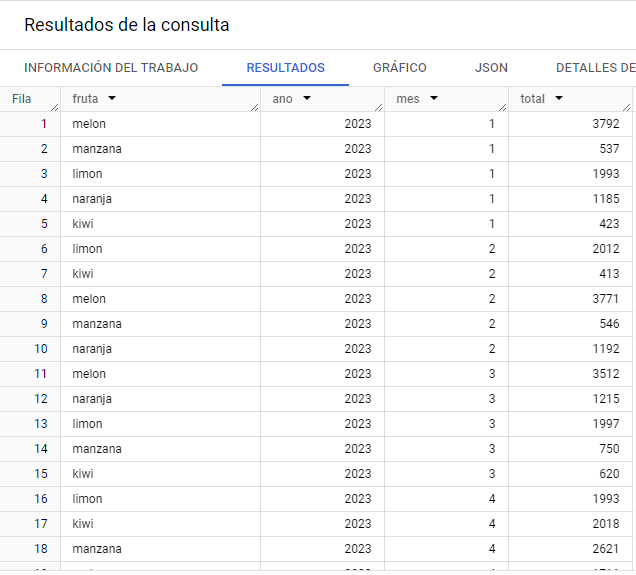 Resultados de la consulta
INFORMACIÓN DEL TRABAJO RESULTADOS GRÁFICO JSON DETALLES DE
Fila fruta ano mes total
1 melon 2023 1 3792
2 manzana 2023 1 537
3 limon 2023 1 1993
4 naranja 2023 1 1185
5 kiwi 2023 1 423
6 limon 2023 2 2012
7 kiwi 2023 2 413
8 melon 2023 2 3771
9 manzana 2023 2 546
10 naranja 2023 2 1192
11 melon 2023 3 3512
12 naranja 2023 3 1215
13 limon 2023 3 1997
14 manzana 2023 3 750
15 kiwi 2023 3 620
16 limon 2023 4 1993
17 kiwi 2023 4 2018
18 manzana 2023 4 2621